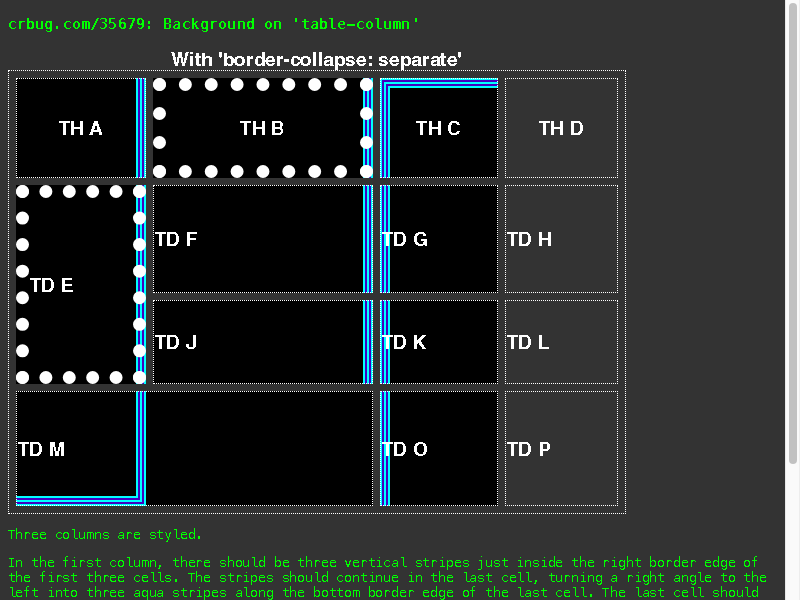 crbug.com/35679: Background on 'table-column'
With 'border-collapse: separate'
TH A TH B TH C TH D
TD E TD F TD G TD H
TD J TD K TD L
TD M TD O TD P
Three columns are styled.
In the first column, there should be three vertical stripes just inside the right border edge of
the first three cells. The stripes should continue in the last cell, turning a right angle to the
left into three aqua stripes along the bottom border edge of the last cell. The last cell should